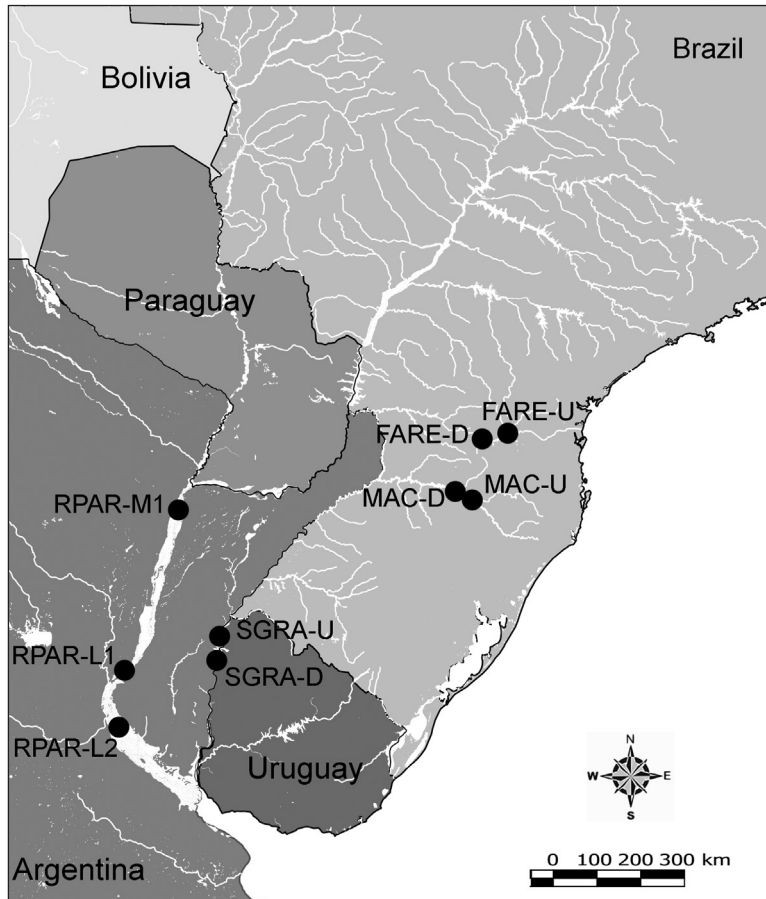 Brazil
Bolivia
Paraguay
FARE-U
FARE-D
MAC-D
MAC-U
RPAR-M1
SGRA-U
RPAR-L1
SGRA-D
RPAR-L2
Uruguay
N
W
E
S
Argentina
0 100 200 300 km